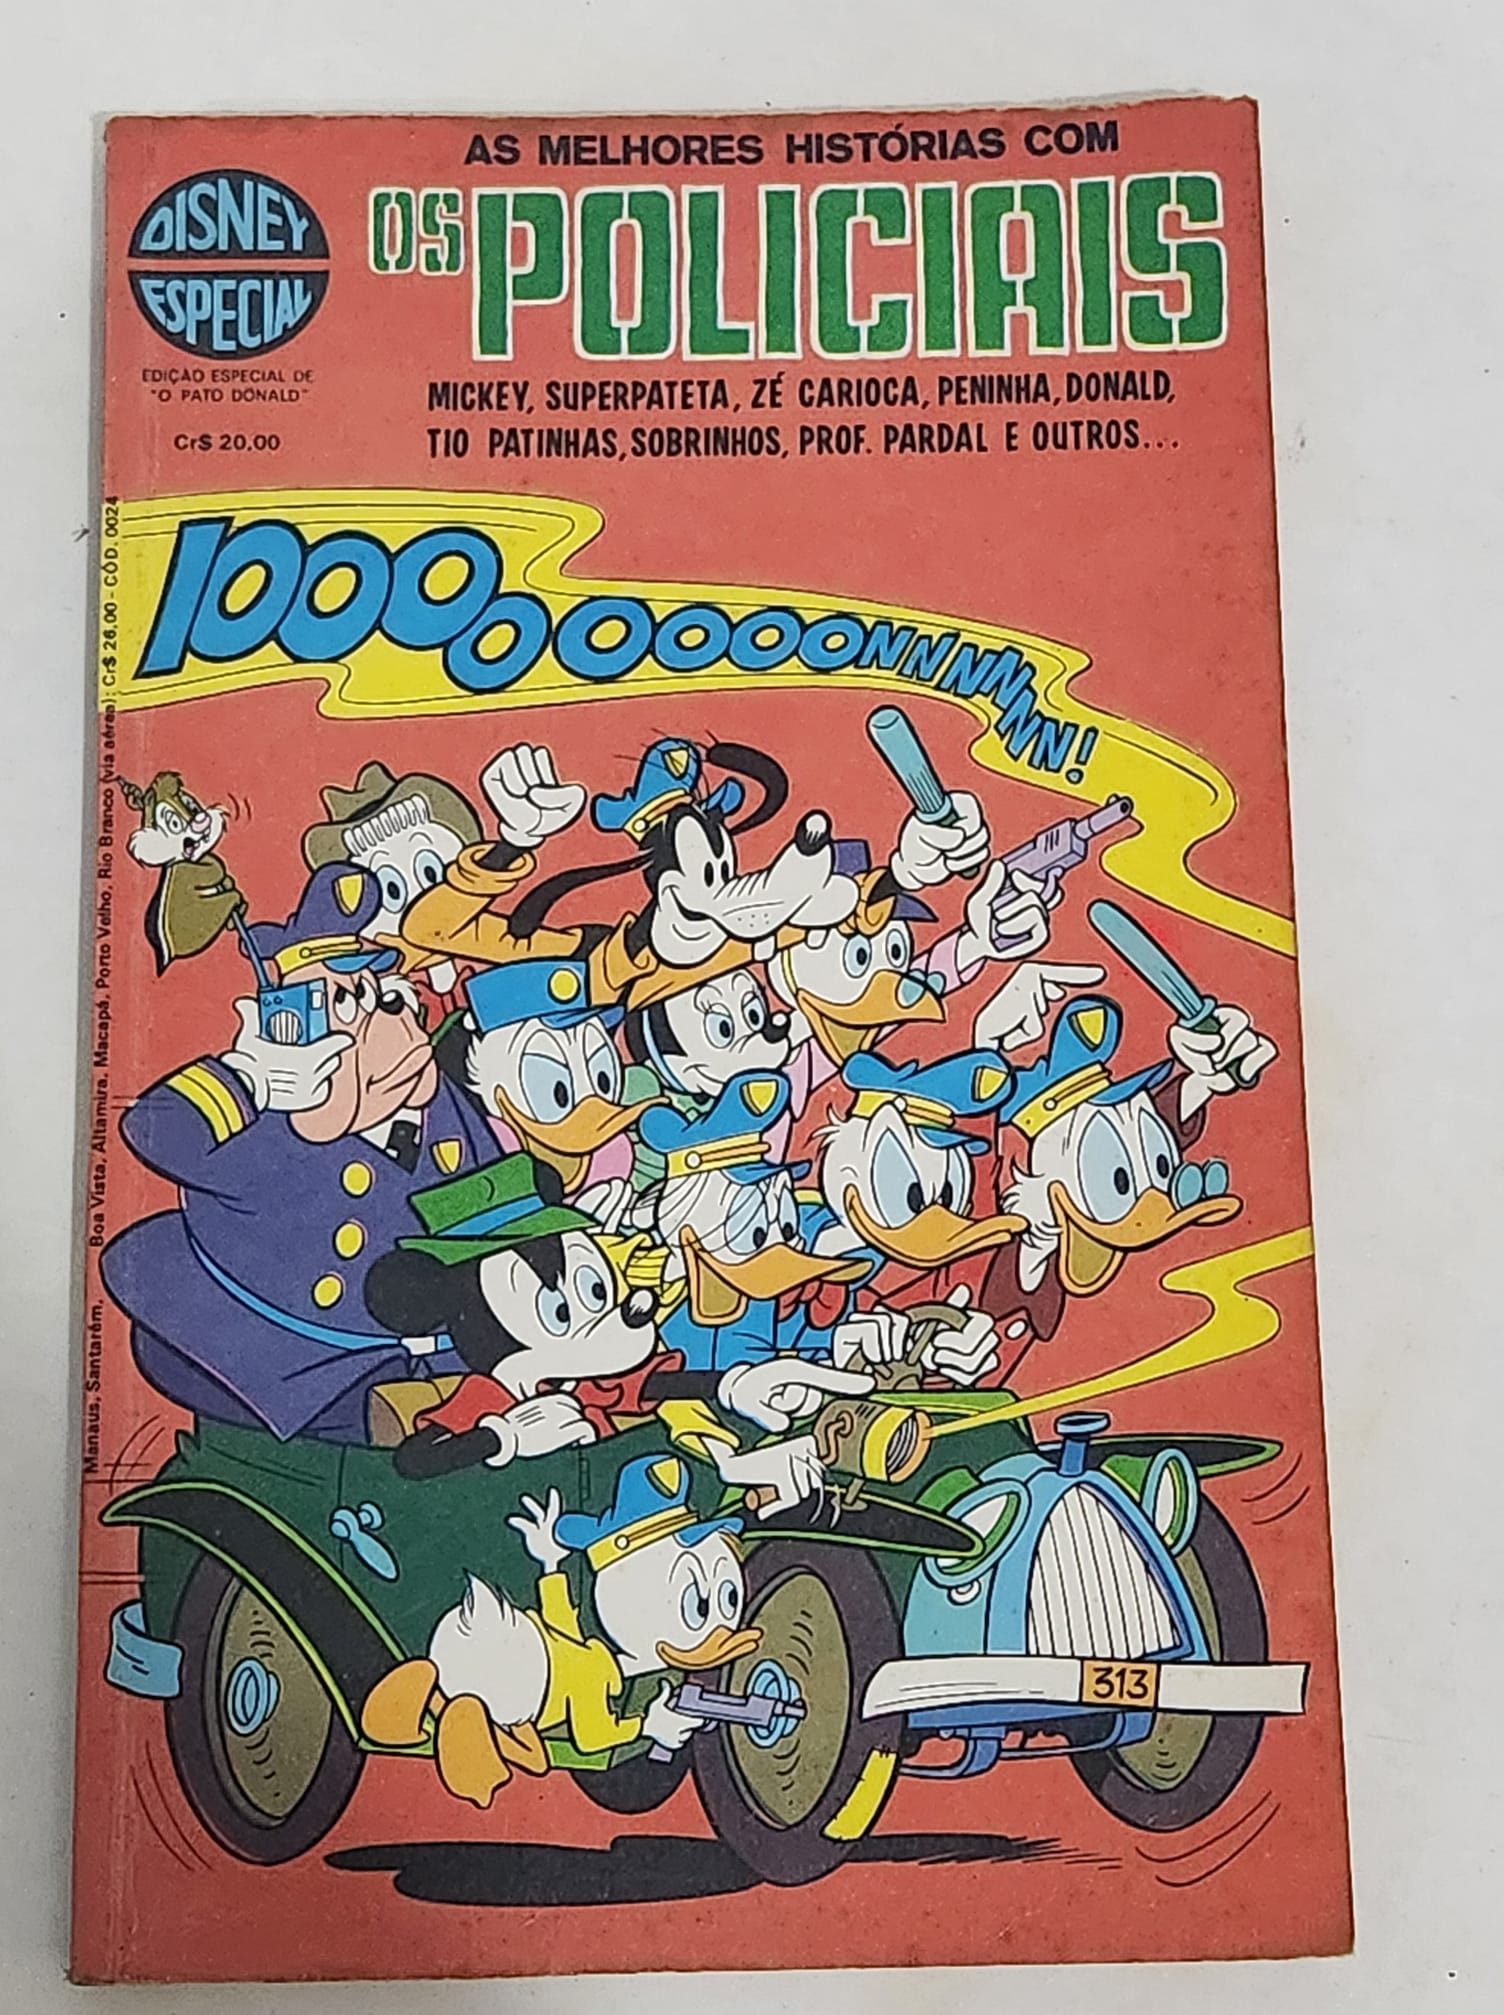 AS MELHORES HISTÓRIAS COM
OS POLICIAIS
DISNEY
ESPECIAL
EDIÇÃO ESPECIAL DE
"O PATO DONALD"
Cr$ 20,00
MICKEY, SUPERPATETA, ZÉ CARIOCA, PENINHA, DONALD,
TIO PATINHAS, SOBRINHOS, PROF. PARDAL E OUTROS...
IOOOOOOOONNNNNNN!
Manaus, Santarém, Boa Vista, Altamira, Macapá, Porto Velho, Rio Branco (via aérea): Cr$ 26,00 - CÓD. 0024
313